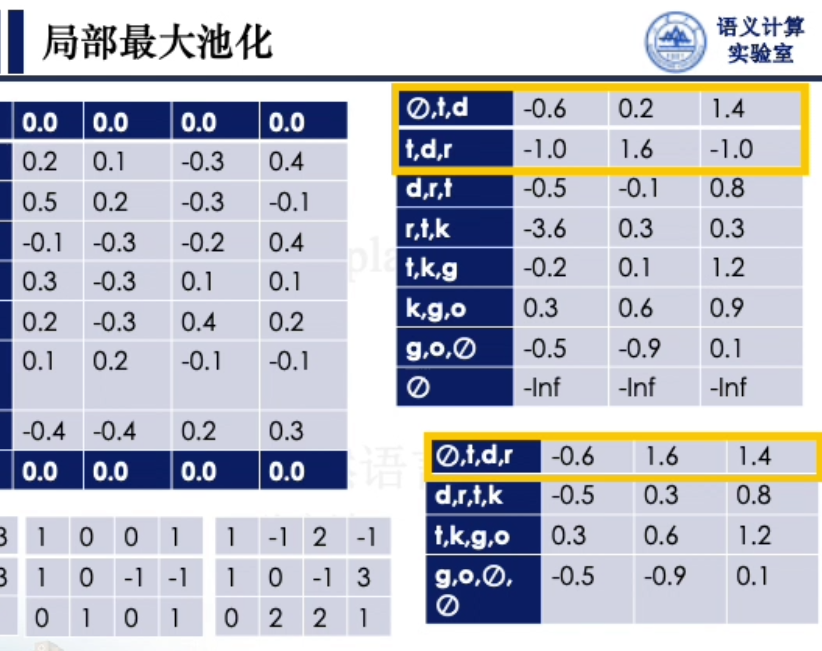 局部最大池化
语义计算
实验室
0.0 0.0 0.0 0.0
0.2 0.1 -0.3 0.4
0.5 0.2 -0.3 -0.1
-0.1 -0.3 -0.2 0.4
0.3 -0.3 0.1 0.1
0.2 -0.3 0.4 0.2
0.1 0.2 -0.1 -0.1
-0.4 -0.4 0.2 0.3
0.0 0.0 0.0 0.0
∅,t,d -0.6 0.2 1.4
t,d,r -1.0 1.6 -1.0
d,r,t -0.5 -0.1 0.8
r,t,k -3.6 0.3 0.3
t,k,g -0.2 0.1 1.2
k,g,o 0.3 0.6 0.9
g,o,∅ -0.5 -0.9 0.1
∅ -Inf -Inf -Inf
∅,t,d,r -0.6 1.6 1.4
d,r,t,k -0.5 0.3 0.8
t,k,g,o 0.3 0.6 1.2
g,o,∅, -0.5 -0.9 0.1
∅
3 1 0 0 1 1 -1 2 -1
3 1 0 -1 -1 1 0 -1 3
0 1 0 1 0 2 2 1